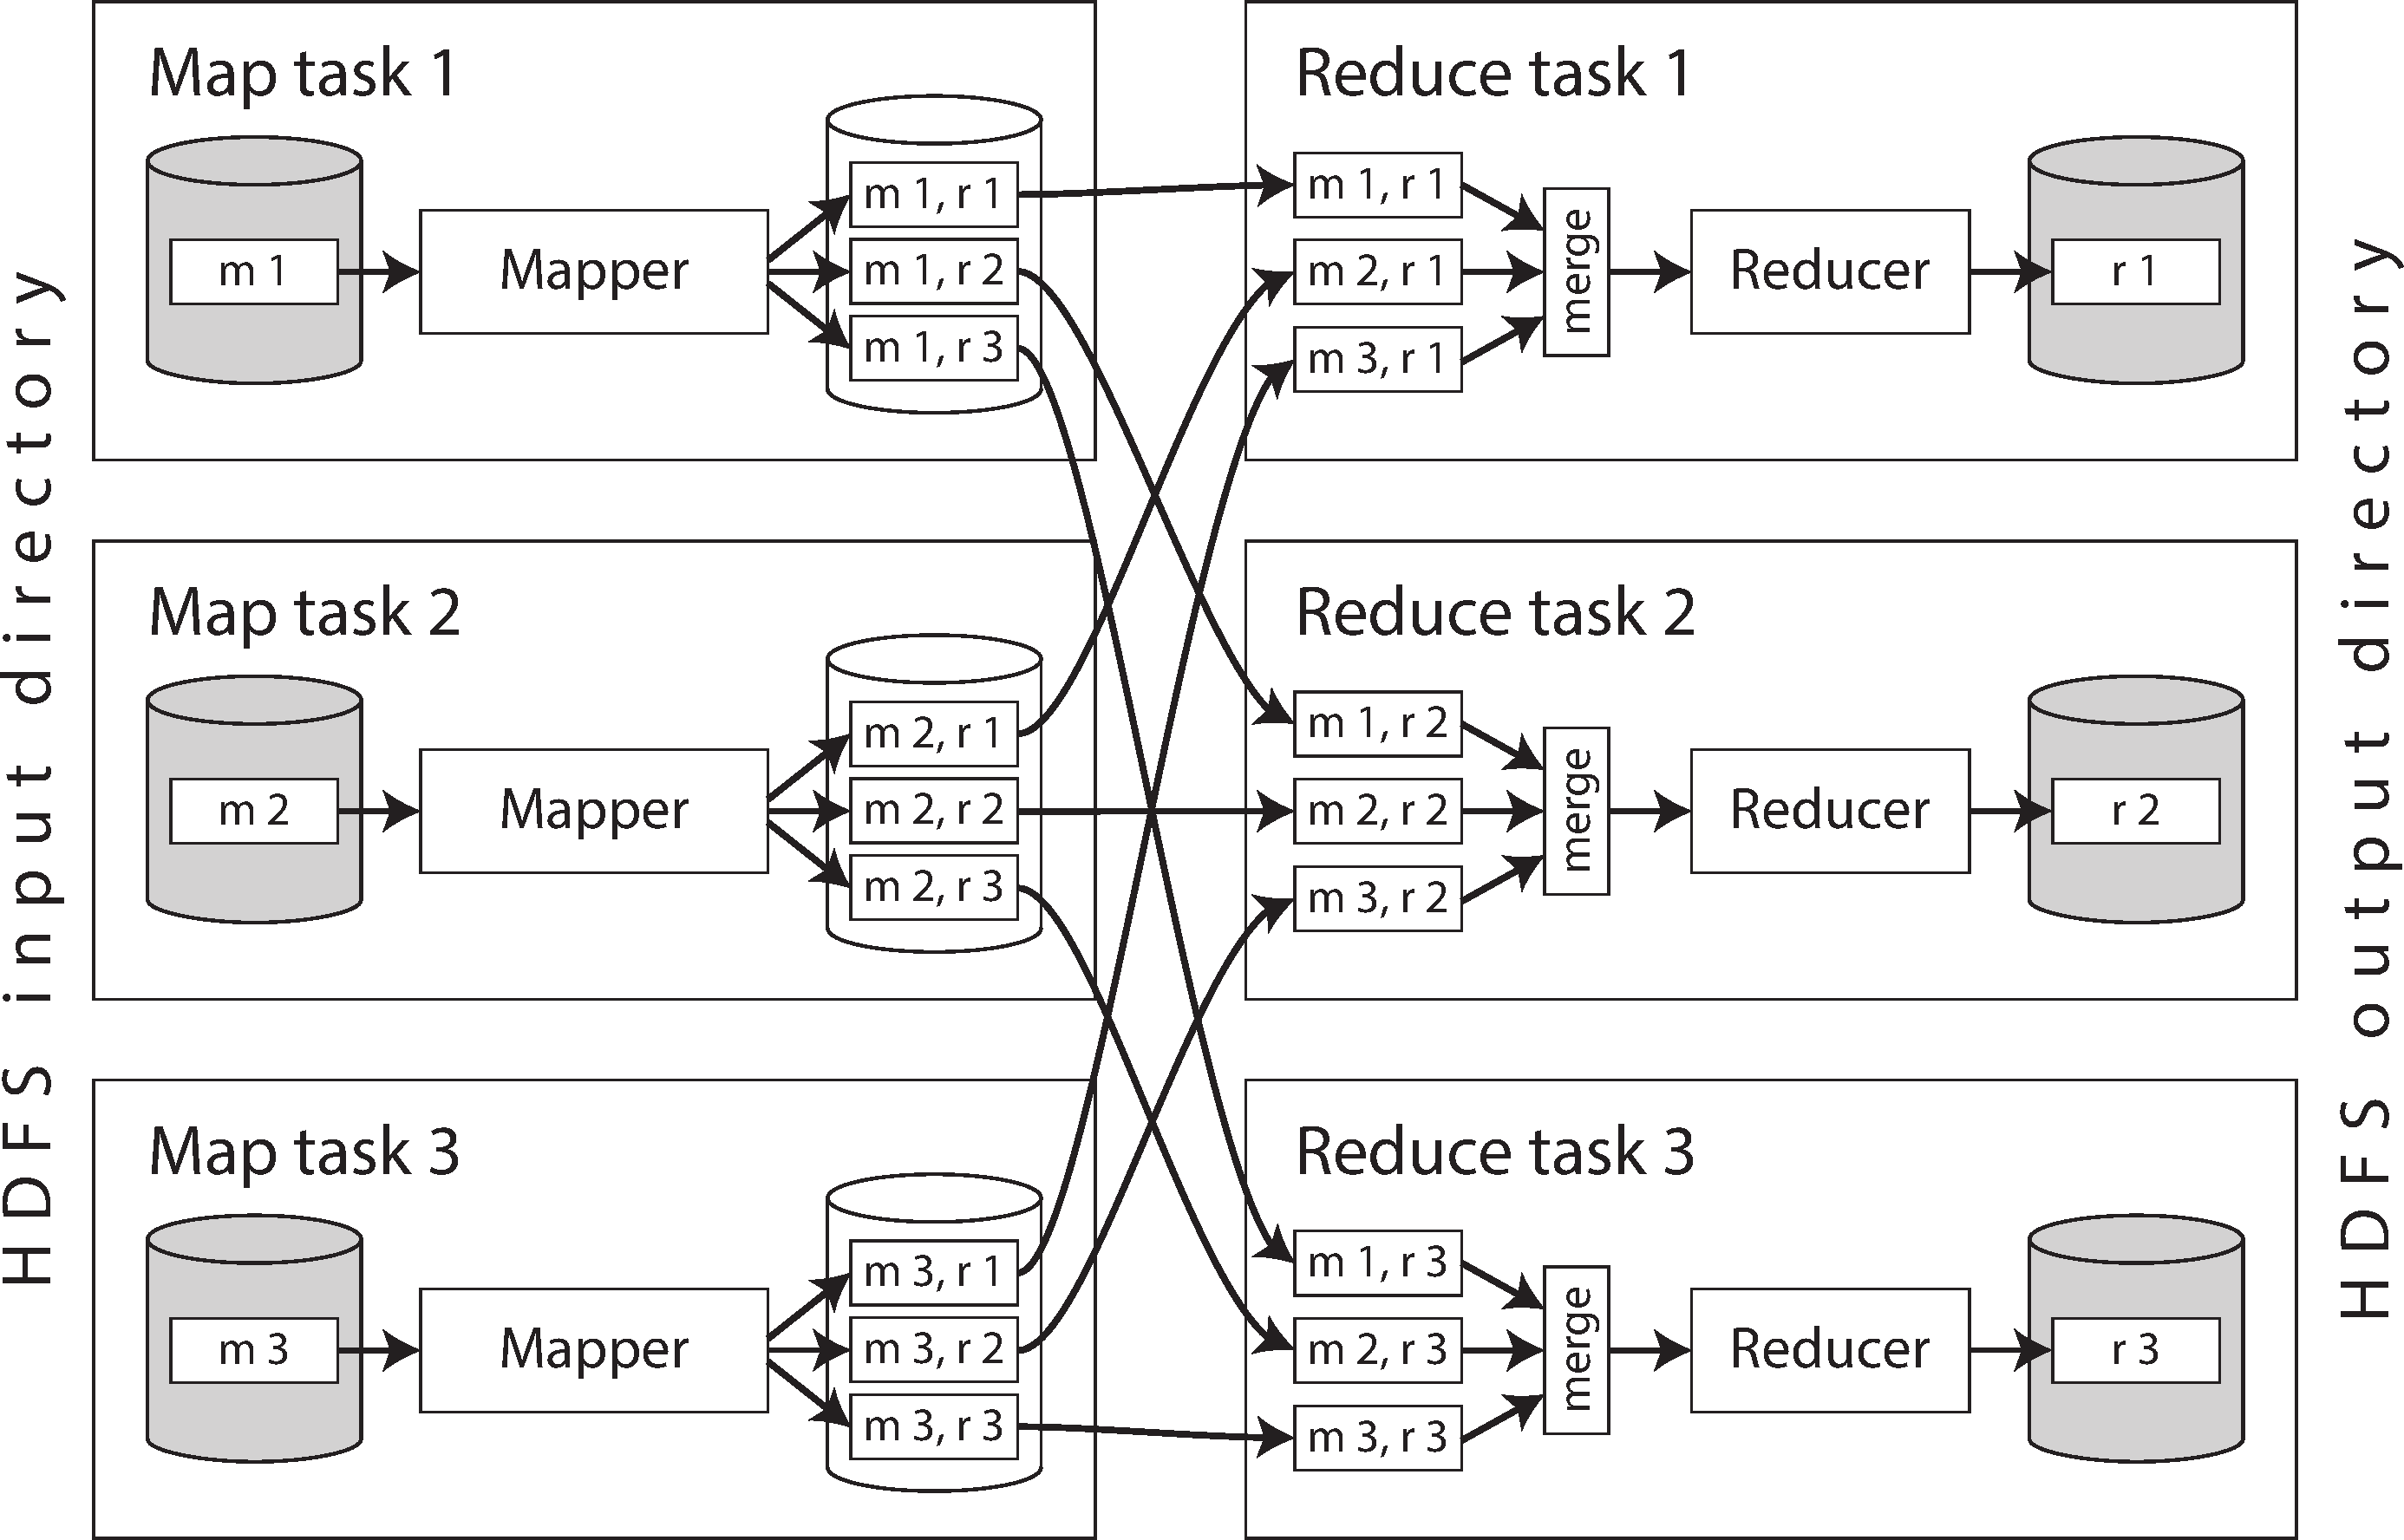 HDFS input directory
Map task 1
m 1
Mapper
m 1, r 1
m 1, r 2
m 1, r 3
Map task 2
m 2
Mapper
m 2, r 1
m 2, r 2
m 2, r 3
Map task 3
m 3
Mapper
m 3, r 1
m 3, r 2
m 3, r 3
Reduce task 1
m 1, r 1
m 2, r 1
m 3, r 1
merge
Reducer
r 1
Reduce task 2
m 1, r 2
m 2, r 2
m 3, r 2
merge
Reducer
r 2
Reduce task 3
m 1, r 3
m 2, r 3
m 3, r 3
merge
Reducer
r 3
HDFS output directory